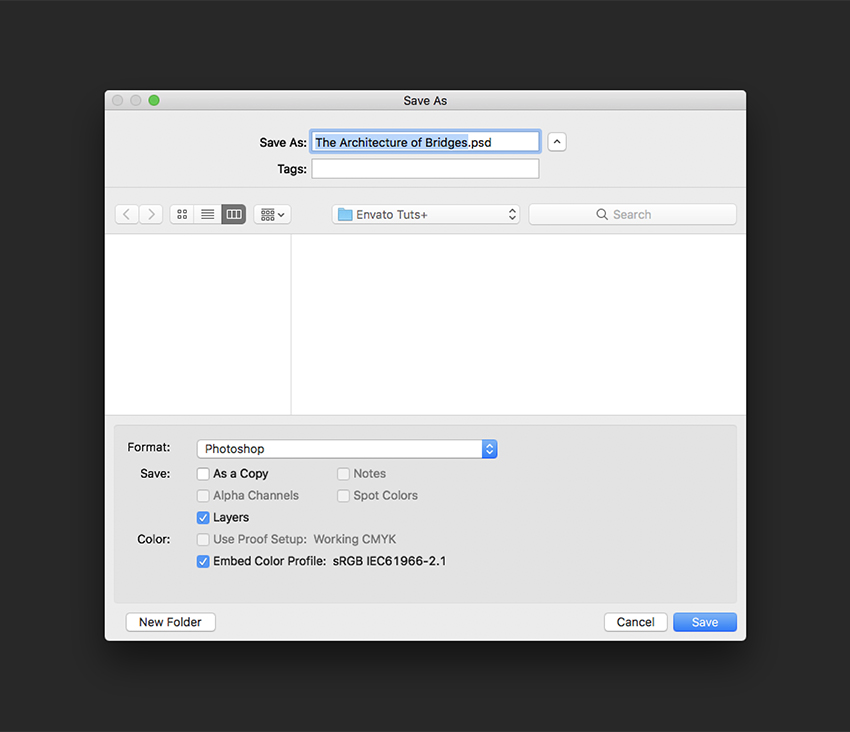 Save As
Save As: The Architecture of Bridges.psd
Tags:
Envato Tuts+ Search
Format: Photoshop
Save: As a Copy Notes
Alpha Channels Spot Colors
Layers
Color: Use Proof Setup: Working CMYK
Embed Color Profile: sRGB IEC61966-2.1
New Folder Cancel Save